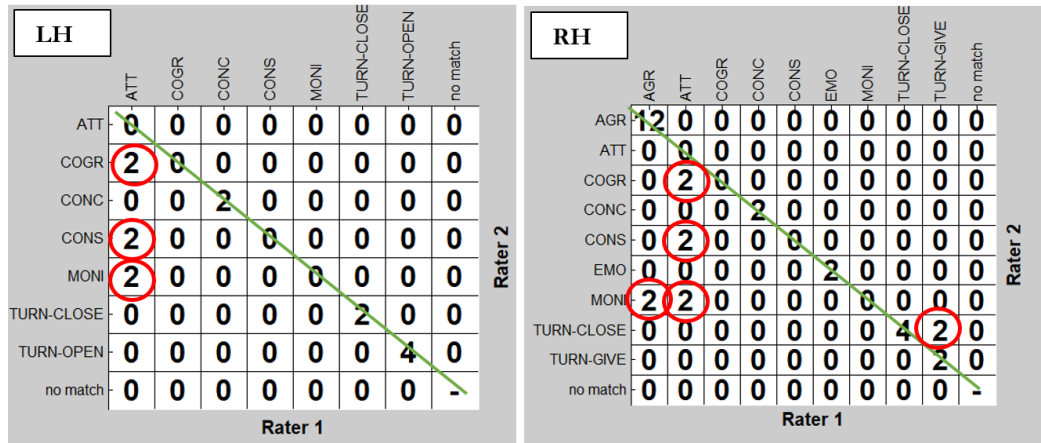 LH
ATT COGR CONC CONS MONI TURN-CLOSE TURN-OPEN no match
ATT 0 0 0 0 0 0 0 0
COGR 2 0 0 0 0 0 0 0
CONC 0 0 2 0 0 0 0 0
CONS 2 0 0 0 0 0 0 0
MONI 2 0 0 0 0 0 0 0
TURN-CLOSE 0 0 0 0 0 2 0 0
TURN-OPEN 0 0 0 0 0 0 4 0
no match 0 0 0 0 0 0 0 -
Rater 2
Rater 1
RH
AGR ATT COGR CONC CONS EMO MONI TURN-CLOSE TURN-GIVE no match
AGR 12 0 0 0 0 0 0 0 0 0
ATT 0 0 0 0 0 0 0 0 0 0
COGR 0 2 0 0 0 0 0 0 0 0
CONC 0 0 0 2 0 0 0 0 0 0
CONS 0 2 0 0 0 0 0 0 0 0
EMO 0 0 0 0 0 2 0 0 0 0
MONI 2 2 0 0 0 0 0 0 0 0
TURN-CLOSE 0 0 0 0 0 0 0 4 2 0
TURN-GIVE 0 0 0 0 0 0 0 0 2 0
no match 0 0 0 0 0 0 0 0 0 -
Rater 2
Rater 1